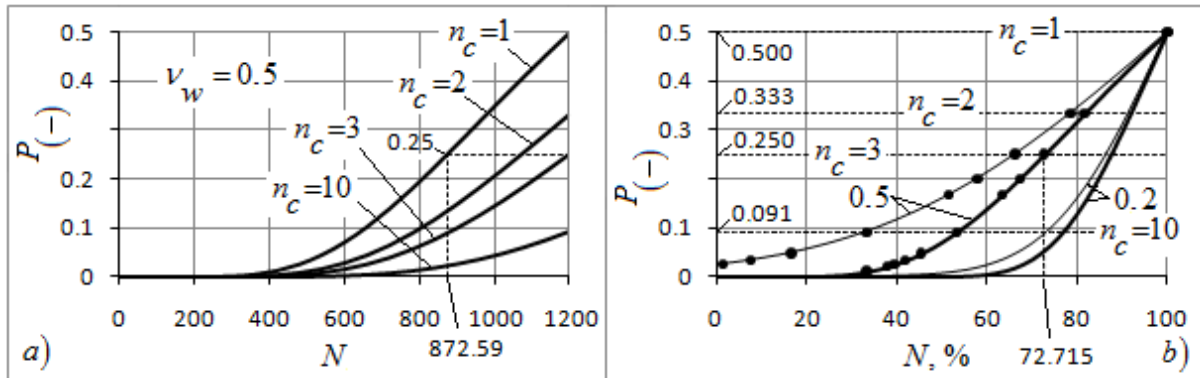 0.5
0.4
0.3
0.2
0.1
0
P(−)
ν_w = 0.5
n_c=1
n_c=2
n_c=3
n_c=10
0.25
0 200 400 600 800 1000 1200
a) N 872.59
0.5
0.4
0.3
0.2
0.1
0
P(−)
0.500
0.333
0.250
0.091
n_c=1
n_c=2
n_c=3
n_c=10
0.5
0.2
0 20 40 60 80 100
N, % 72.715 b)